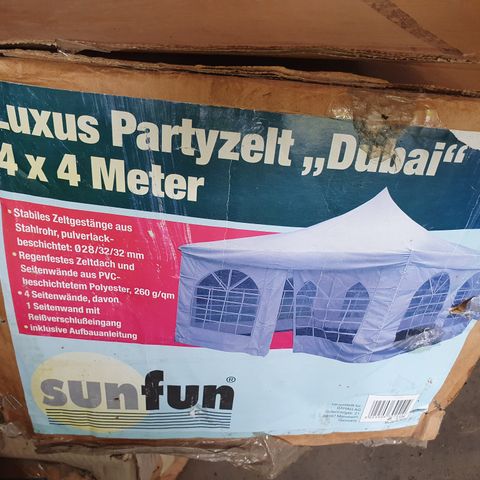 Luxus Partyzelt „Dubai“
4 x 4 Meter
• Stabiles Zeltgestänge aus
Stahlrohr, pulverlack-
beschichtet: Ø28/32/32 mm
• Regenfestes Zeltdach und
Seitenwände aus PVC-
beschichtetem Polyester, 260 g/qm
• 4 Seitenwände, davon
1 Seitenwand mit
Reißverschlußeingang
• inklusive Aufbauanleitung
sunfun®